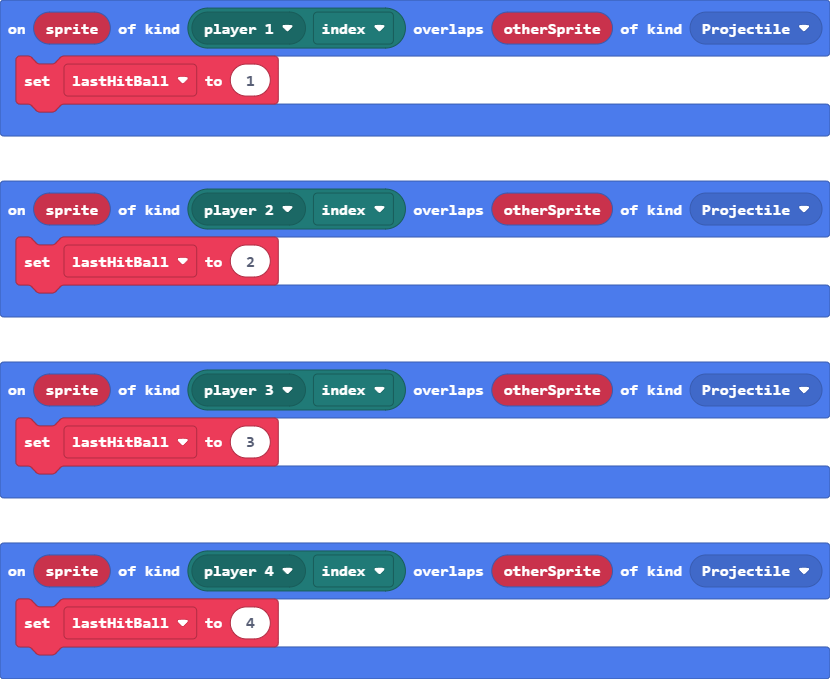 on sprite of kind player 1 index overlaps otherSprite of kind Projectile
set lastHitBall to 1
on sprite of kind player 2 index overlaps otherSprite of kind Projectile
set lastHitBall to 2
on sprite of kind player 3 index overlaps otherSprite of kind Projectile
set lastHitBall to 3
on sprite of kind player 4 index overlaps otherSprite of kind Projectile
set lastHitBall to 4